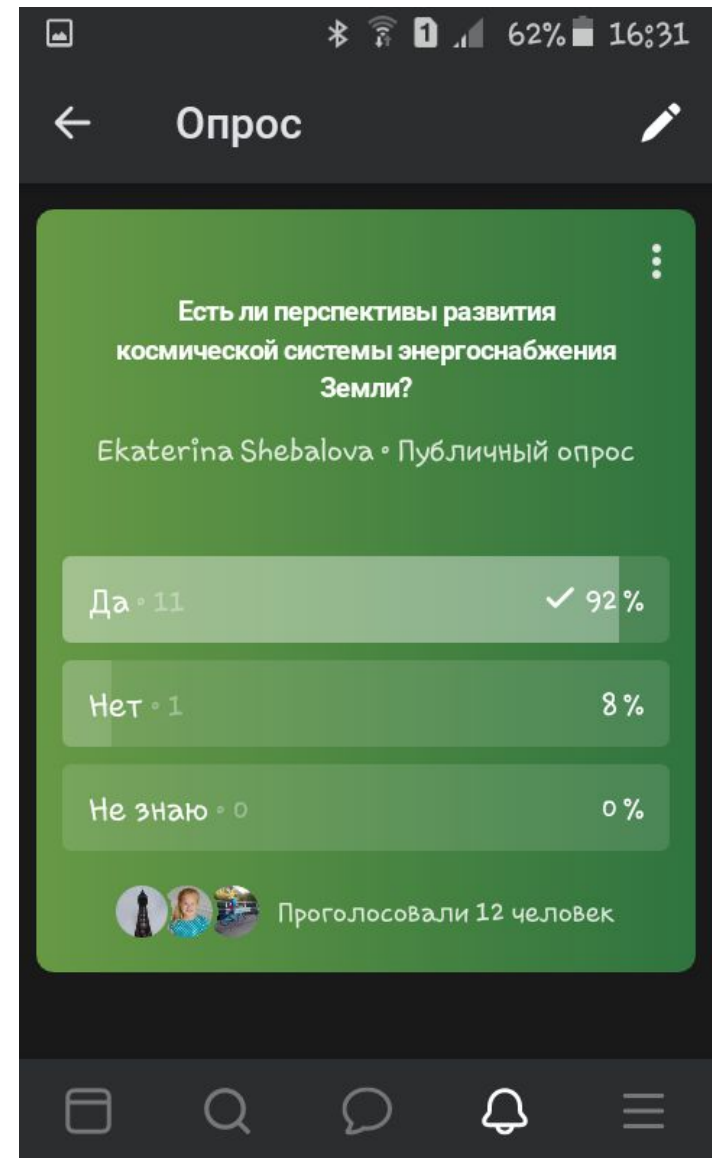 1 62% 16:31
Опрос
Есть ли перспективы развития
космической системы энергоснабжения
Земли?
Ekaterina Shebalova • Публичный опрос
Да • 11 92%
Нет • 1 8%
Не знаю • 0 0%
Проголосовали 12 человек